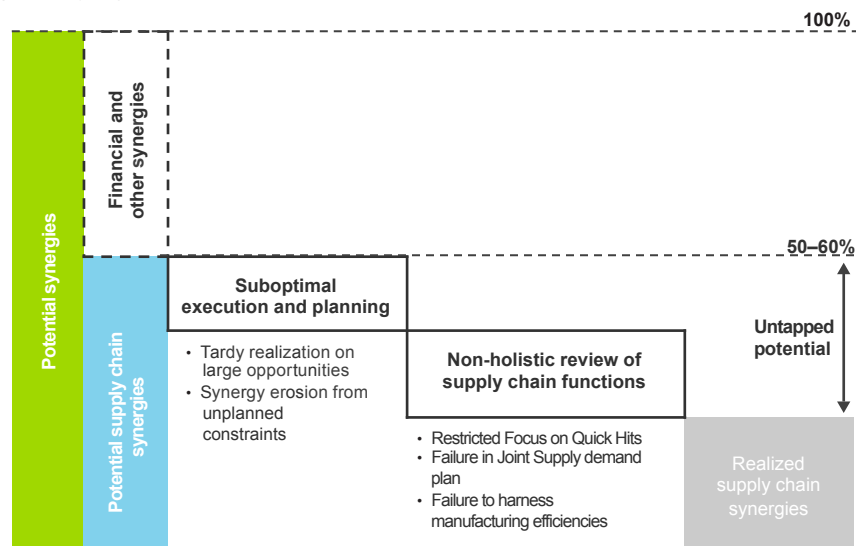 100%
Potential synergies
Financial and
other synergies
50–60%
Potential supply chain
synergies
Suboptimal
execution and planning
• Tardy realization on
large opportunities
• Synergy erosion from
unplanned
constraints
Non-holistic review of
supply chain functions
• Restricted Focus on Quick Hits
• Failure in Joint Supply demand
plan
• Failure to harness
manufacturing efficiencies
Untapped
potential
Realized
supply chain
synergies